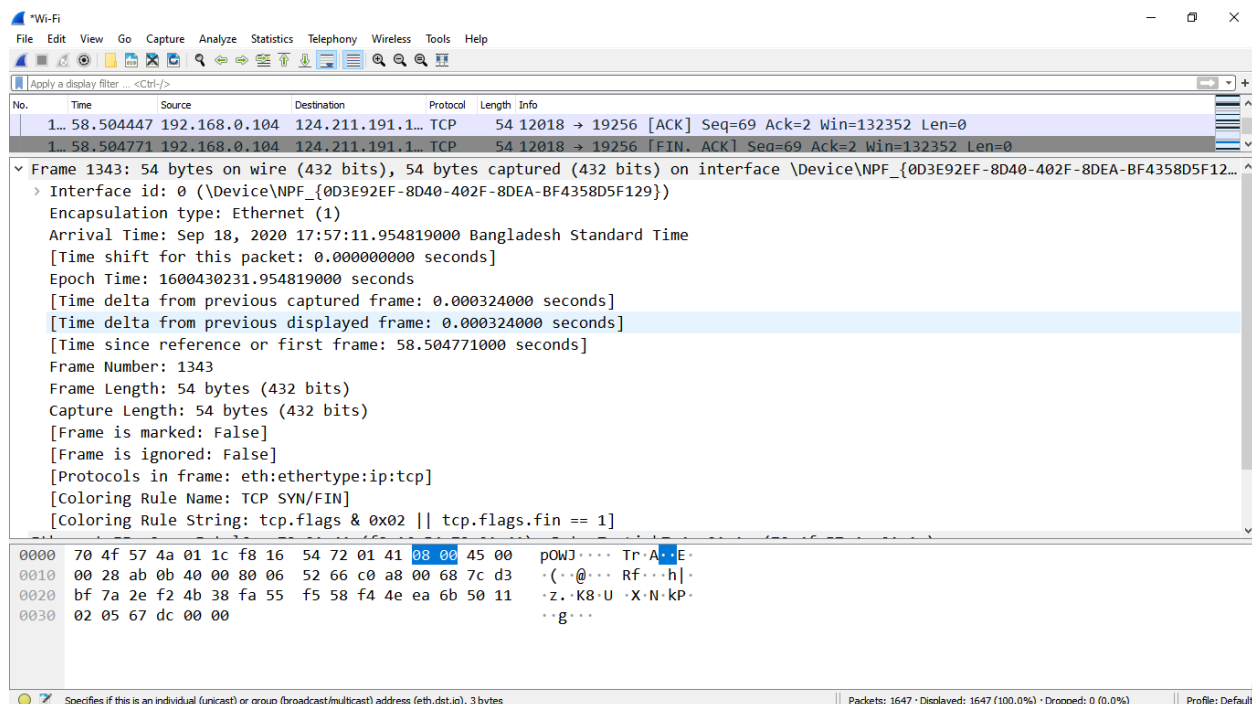 *Wi-Fi
File Edit View Go Capture Analyze Statistics Telephony Wireless Tools Help
Apply a display filter ... <Ctrl-/>
No. Time Source Destination Protocol Length Info
1… 58.504447 192.168.0.104 124.211.191.1… TCP 54 12018 → 19256 [ACK] Seq=69 Ack=2 Win=132352 Len=0
1… 58.504771 192.168.0.104 124.211.191.1… TCP 54 12018 → 19256 [FIN, ACK] Seq=69 Ack=2 Win=132352 Len=0
Frame 1343: 54 bytes on wire (432 bits), 54 bytes captured (432 bits) on interface \Device\NPF_{0D3E92EF-8D40-402F-8DEA-BF4358D5F12…
Interface id: 0 (\Device\NPF_{0D3E92EF-8D40-402F-8DEA-BF4358D5F129})
Encapsulation type: Ethernet (1)
Arrival Time: Sep 18, 2020 17:57:11.954819000 Bangladesh Standard Time
[Time shift for this packet: 0.000000000 seconds]
Epoch Time: 1600430231.954819000 seconds
[Time delta from previous captured frame: 0.000324000 seconds]
[Time delta from previous displayed frame: 0.000324000 seconds]
[Time since reference or first frame: 58.504771000 seconds]
Frame Number: 1343
Frame Length: 54 bytes (432 bits)
Capture Length: 54 bytes (432 bits)
[Frame is marked: False]
[Frame is ignored: False]
[Protocols in frame: eth:ethertype:ip:tcp]
[Coloring Rule Name: TCP SYN/FIN]
[Coloring Rule String: tcp.flags & 0x02 || tcp.flags.fin == 1]
0000 70 4f 57 4a 01 1c f8 16 54 72 01 41 08 00 45 00 pOWJ···· Tr·A··E·
0010 00 28 ab 0b 40 00 80 06 52 66 c0 a8 00 68 7c d3 ·(··@··· Rf···h|·
0020 bf 7a 2e f2 4b 38 fa 55 f5 58 f4 4e ea 6b 50 11 ·z.·K8·U ·X·N·kP·
0030 02 05 67 dc 00 00 ··g···
Specifies if this is an individual (unicast) or group (broadcast/multicast) address (eth.dst.ig), 3 bytes
Packets: 1647 · Displayed: 1647 (100.0%) · Dropped: 0 (0.0%)
Profile: Default